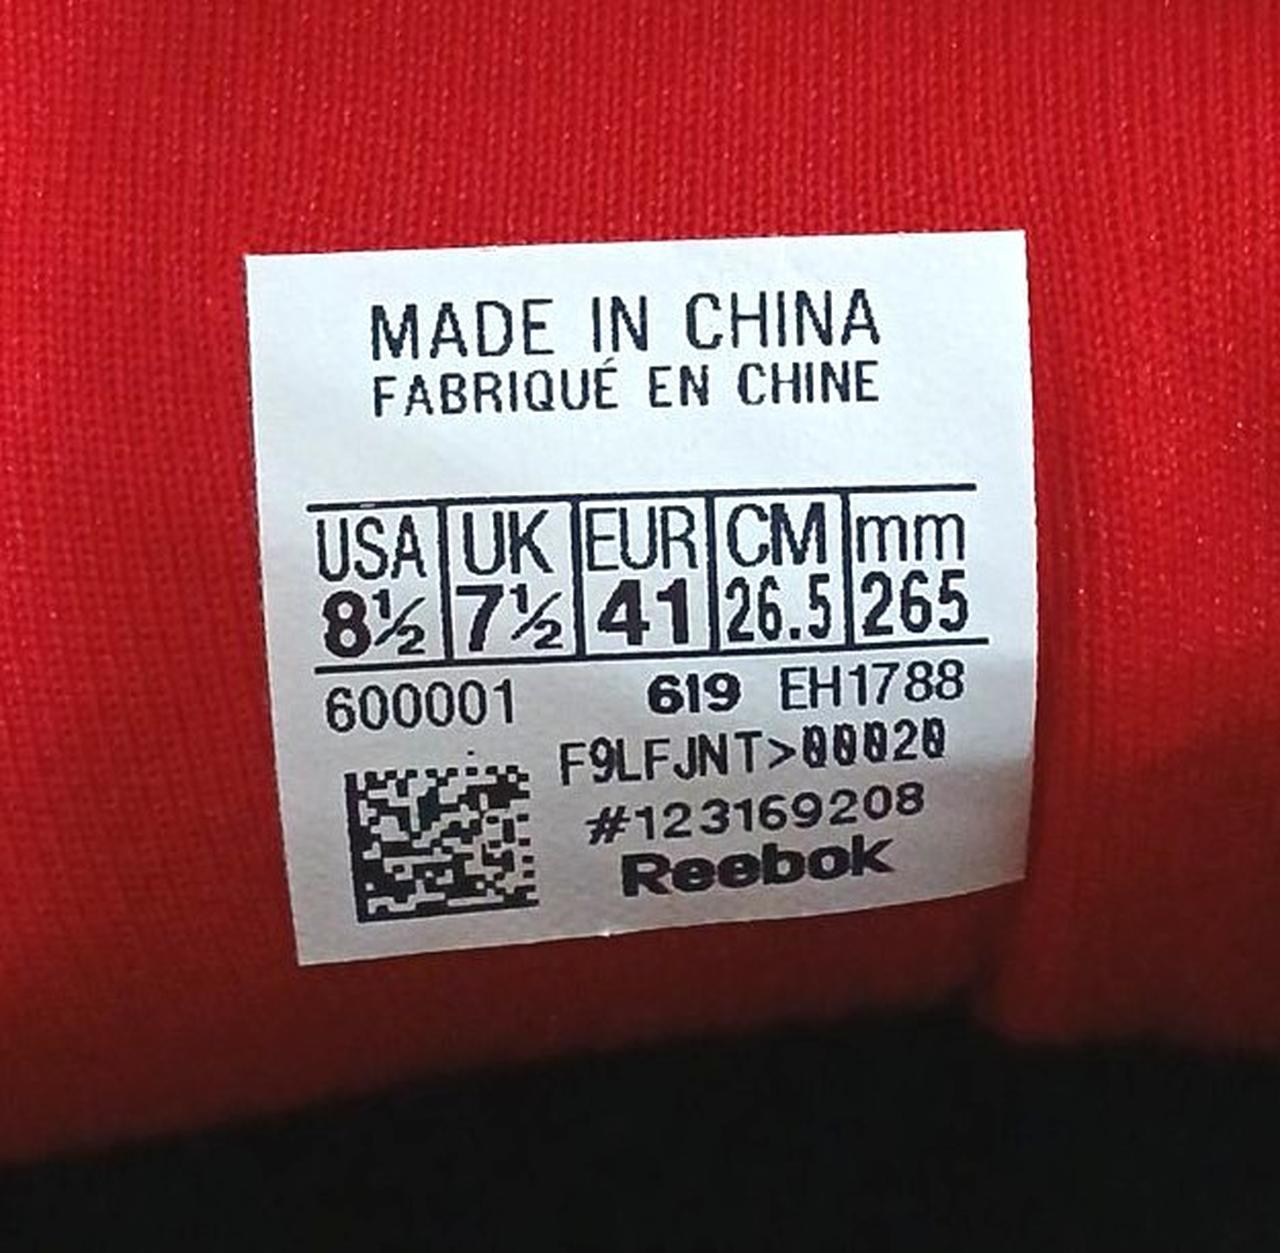 MADE IN CHINA
FABRIQUÉ EN CHINE
USA UK EUR CM mm
8½ 7½ 41 26.5 265
600001 619 EH1788
F9LFJNT>00020
#123169208
Reebok